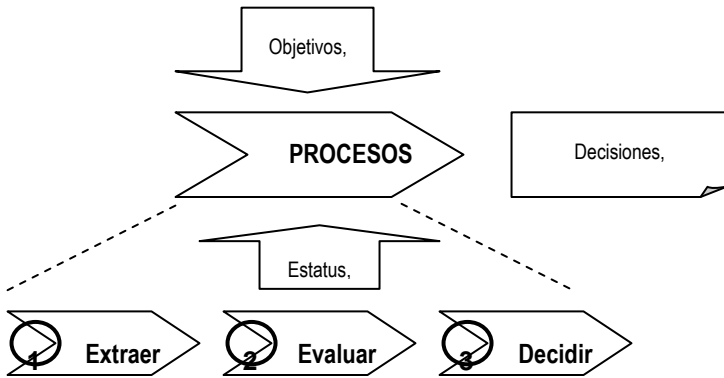 Objetivos,
PROCESOS
Decisiones,
Estatus,
1 Extraer
2 Evaluar
3 Decidir